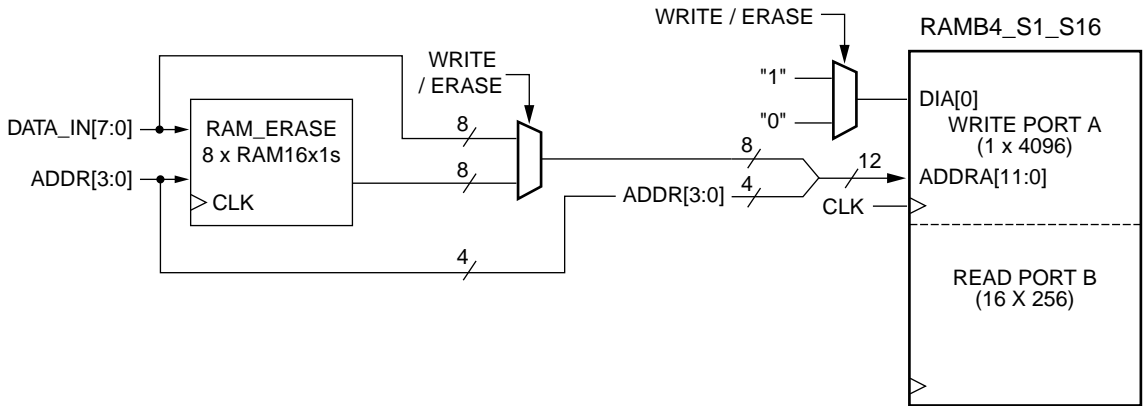 WRITE / ERASE
RAMB4_S1_S16
WRITE
/ ERASE
"1"
"0"
DIA[0]
WRITE PORT A
(1 x 4096)
DATA_IN[7:0]
RAM_ERASE
8 x RAM16x1s
8
8
8
12
ADDR[3:0]
ADDRA[11:0]
CLK
ADDR[3:0]
4
CLK
4
READ PORT B
(16 X 256)